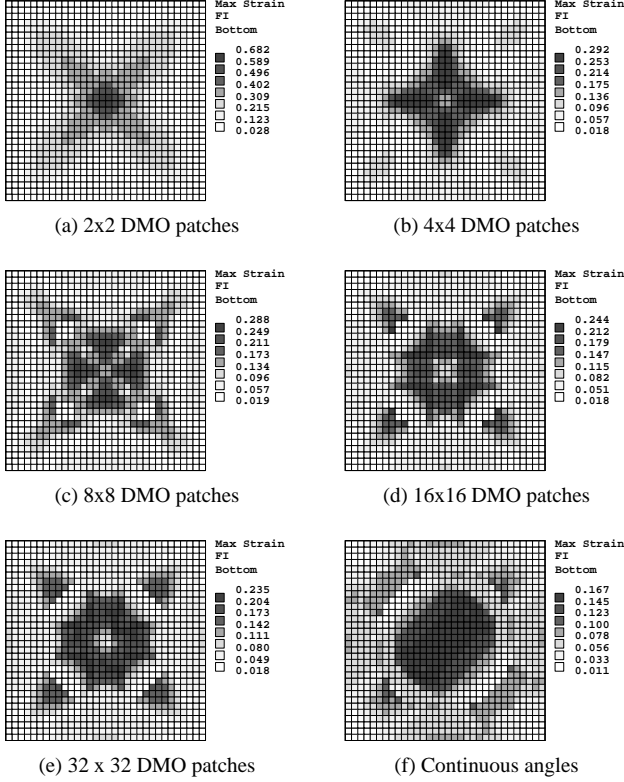 Max Strain
FI
Bottom
0.682
0.589
0.496
0.402
0.309
0.215
0.123
0.028
(a) 2x2 DMO patches
Max Strain
FI
Bottom
0.292
0.253
0.214
0.175
0.136
0.096
0.057
0.018
(b) 4x4 DMO patches
Max Strain
FI
Bottom
0.288
0.249
0.211
0.173
0.134
0.096
0.057
0.019
(c) 8x8 DMO patches
Max Strain
FI
Bottom
0.244
0.212
0.179
0.147
0.115
0.082
0.051
0.018
(d) 16x16 DMO patches
Max Strain
FI
Bottom
0.235
0.204
0.173
0.142
0.111
0.080
0.049
0.018
(e) 32 x 32 DMO patches
Max Strain
FI
Bottom
0.167
0.145
0.123
0.100
0.078
0.056
0.033
0.011
(f) Continuous angles